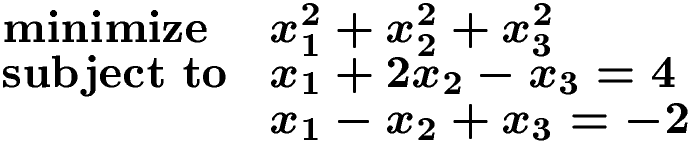 minimize x₁² + x₂² + x₃²
subject to x₁ + 2x₂ − x₃ = 4
x₁ − x₂ + x₃ = −2